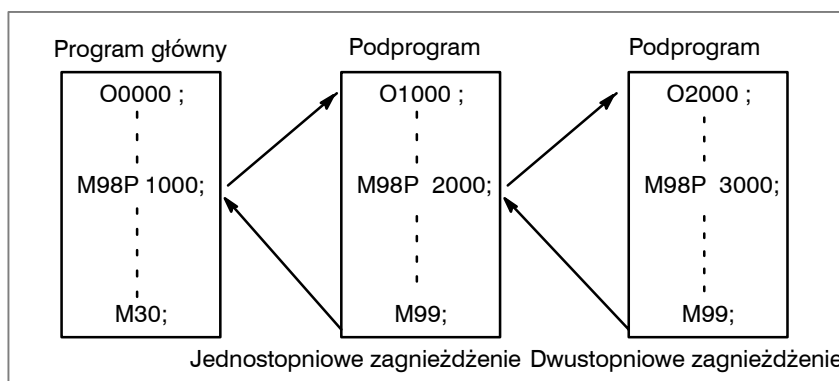 Program główny
Podprogram
Podprogram
O0000 ;
O1000 ;
O2000 ;
M98P 1000;
M98P 2000;
M98P 3000;
M30;
M99;
M99;
Jednostopniowe zagnieżdżenie
Dwustopniowe zagnieżdżenie